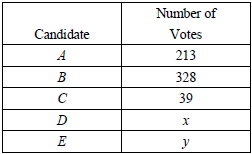 Candidate Number of Votes
A 213
B 328
C 39
D x
E y